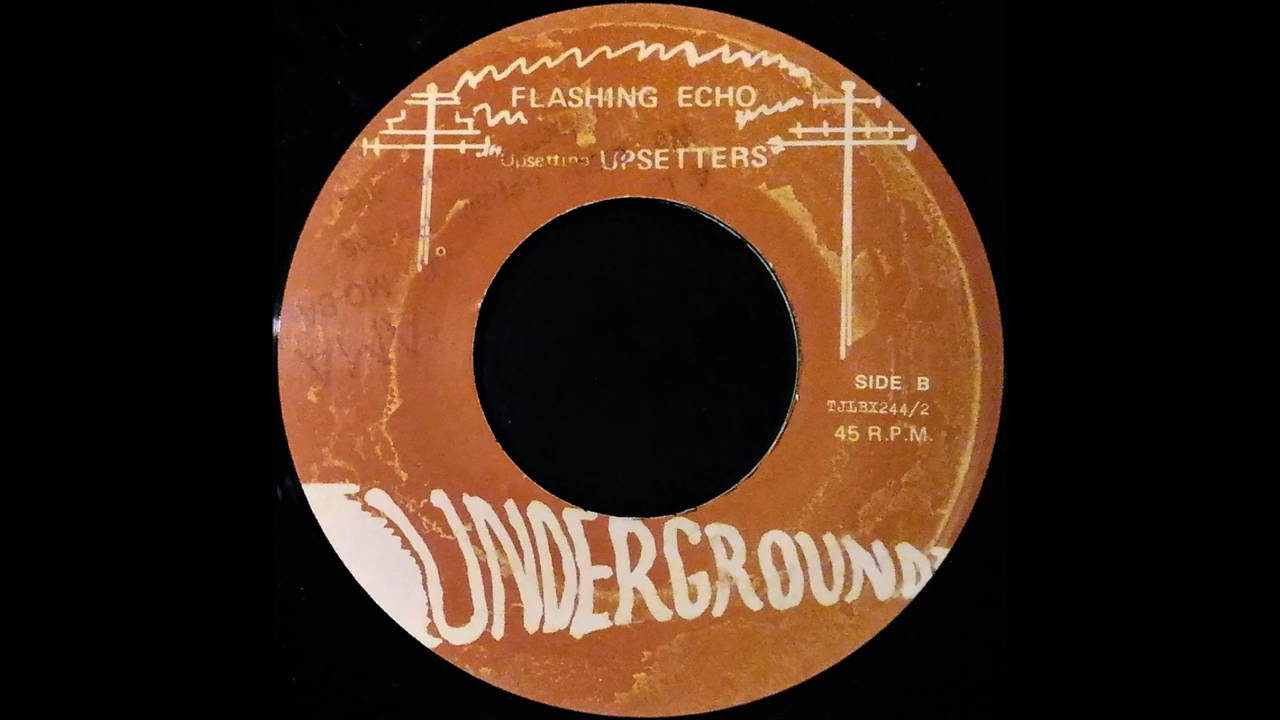 FLASHING ECHO
Upsetting UPSETTERS
SIDE B
TJLBX244/2
45 R.P.M.
UNDERGROUND